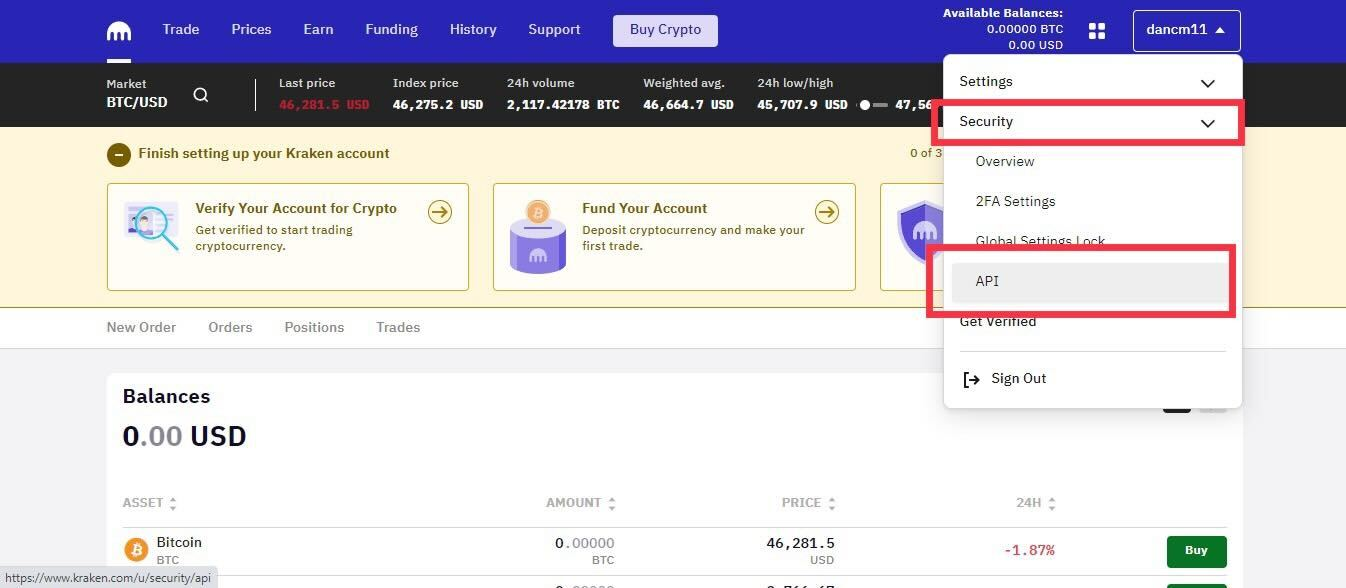 Trade Prices Earn Funding History Support Buy Crypto
Available Balances:
0.00000 BTC
0.00 USD
dancm11
Market
BTC/USD
Last price
46,281.5 USD
Index price
46,275.2 USD
24h volume
2,117.42178 BTC
Weighted avg.
46,664.7 USD
24h low/high
45,707.9 USD
Settings
Security
Overview
2FA Settings
Global Settings Lock
API
Get Verified
Sign Out
Finish setting up your Kraken account
0 of 3
Verify Your Account for Crypto
Get verified to start trading
cryptocurrency.
Fund Your Account
Deposit cryptocurrency and make your
first trade.
New Order Orders Positions Trades
Balances
0.00 USD
ASSET AMOUNT PRICE 24H
Bitcoin
BTC
0.00000
BTC
46,281.5
USD
-1.87%
Buy
https://www.kraken.com/u/security/api